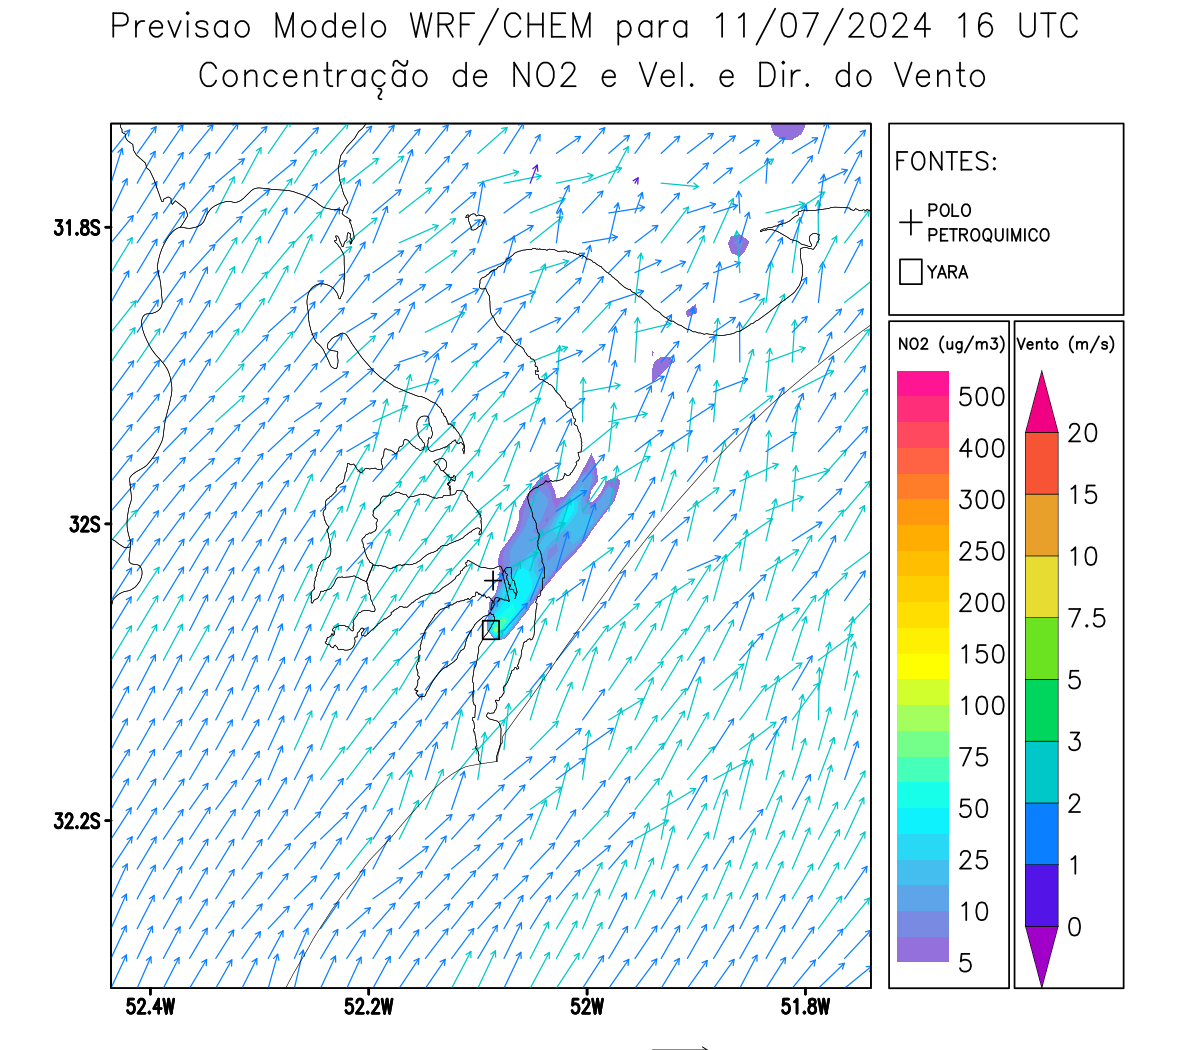 Previsao Modelo WRF/CHEM para 11/07/2024 16 UTC
Concentração de NO2 e Vel. e Dir. do Vento
FONTES:
POLO
PETROQUIMICO
YARA
NO2 (ug/m3)
500
400
300
250
200
150
100
75
50
25
10
5
Vento (m/s)
20
15
10
7.5
5
3
2
1
0
31.8S
32S
32.2S
52.4W
52.2W
52W
51.8W